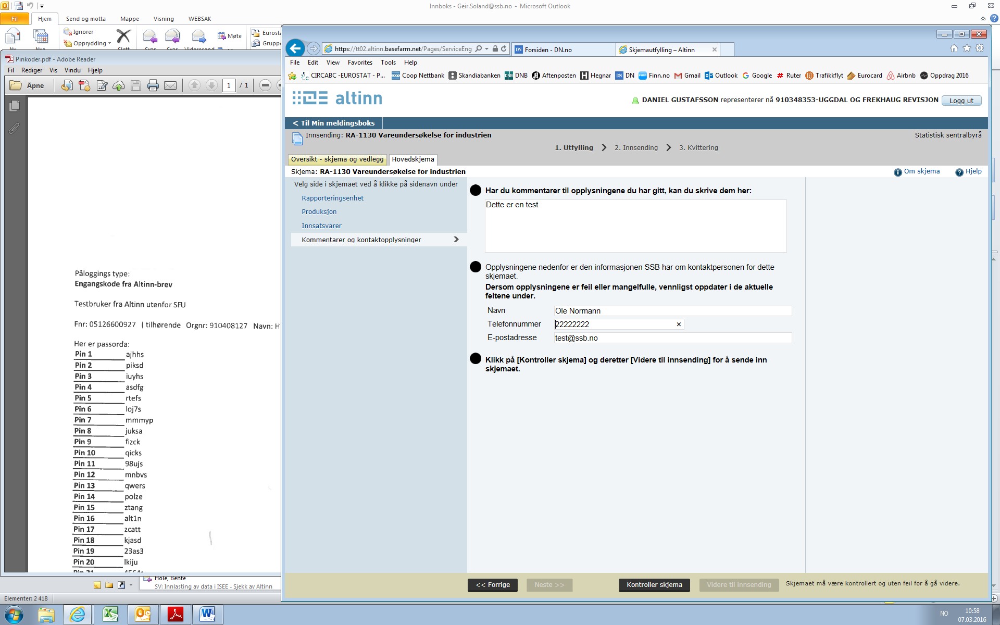 Innboks - Geir.Soland@ssb.no - Microsoft Outlook
Fil Hjem Send og motta Mappe Visning WEBSAK
Ignorer
Opprydding
Møte
Pinkoder.pdf - Adobe Reader
Fil Rediger Vis Vindu Hjelp
Åpne 1 / 1
Påloggings type:
Engangskode fra Altinn-brev
Testbruker fra Altinn utenfor SFU
Fnr: 05126600927 ( tilhørende Orgnr: 910408127 Navn: H
Her er passorda:
Pin 1 ajhhs
Pin 2 piksd
Pin 3 iuyhs
Pin 4 asdfg
Pin 5 rtefs
Pin 6 loj7s
Pin 7 mmmyp
Pin 8 juksa
Pin 9 fizck
Pin 10 qicks
Pin 11 98ujs
Pin 12 mnbvs
Pin 13 qwers
Pin 14 polze
Pin 15 ztang
Pin 16 alt1n
Pin 17 zcatt
Pin 18 kjasd
Pin 19 23as3
Pin 20 lkiju
Hole, Bente
SV: Innlasting av data i ISEE - Sjekk av Altinn
Elementer: 2 418
https://tt02.altinn.basefarm.net/Pages/ServiceEng
Forsiden - DN.no
Skjemautfylling – Altinn
File Edit View Favorites Tools Help
CIRCABC -EUROSTAT - P... Coop Nettbank Skandiabanken DNB Aftenposten Hegnar DN Finn.no Gmail Outlook Google Ruter Trafikkflyt Eurocard Airbnb Oppdrag 2016
altinn
DANIEL GUSTAFSSON representerer nå 910348353-UGGDAL OG FREKHAUG REVISJON Logg ut
< Til Min meldingsboks
Innsending: RA-1130 Vareundersøkelse for industrien
Statistisk sentralbyrå
1. Utfylling 2. Innsending 3. Kvittering
Oversikt - skjema og vedlegg Hovedskjema
Skjema: RA-1130 Vareundersøkelse for industrien
Om skjema Hjelp
Velg side i skjemaet ved å klikke på sidenavn under
Rapporteringsenhet
Produksjon
Innsatsvarer
Kommentarer og kontaktopplysninger
Har du kommentarer til opplysningene du har gitt, kan du skrive dem her:
Dette er en test
Opplysningene nedenfor er den informasjonen SSB har om kontaktpersonen for dette
skjemaet.
Dersom opplysningene er feil eller mangelfulle, vennligst oppdater i de aktuelle
feltene under.
Navn Ole Normann
Telefonnummer 22222222
E-postadresse test@ssb.no
Klikk på [Kontroller skjema] og deretter [Videre til innsending] for å sende inn
skjemaet.
<< Forrige Neste >> Kontroller skjema Videre til innsending Skjemaet må være kontrollert og uten feil for å gå videre.
NO 10:58
07.03.2016